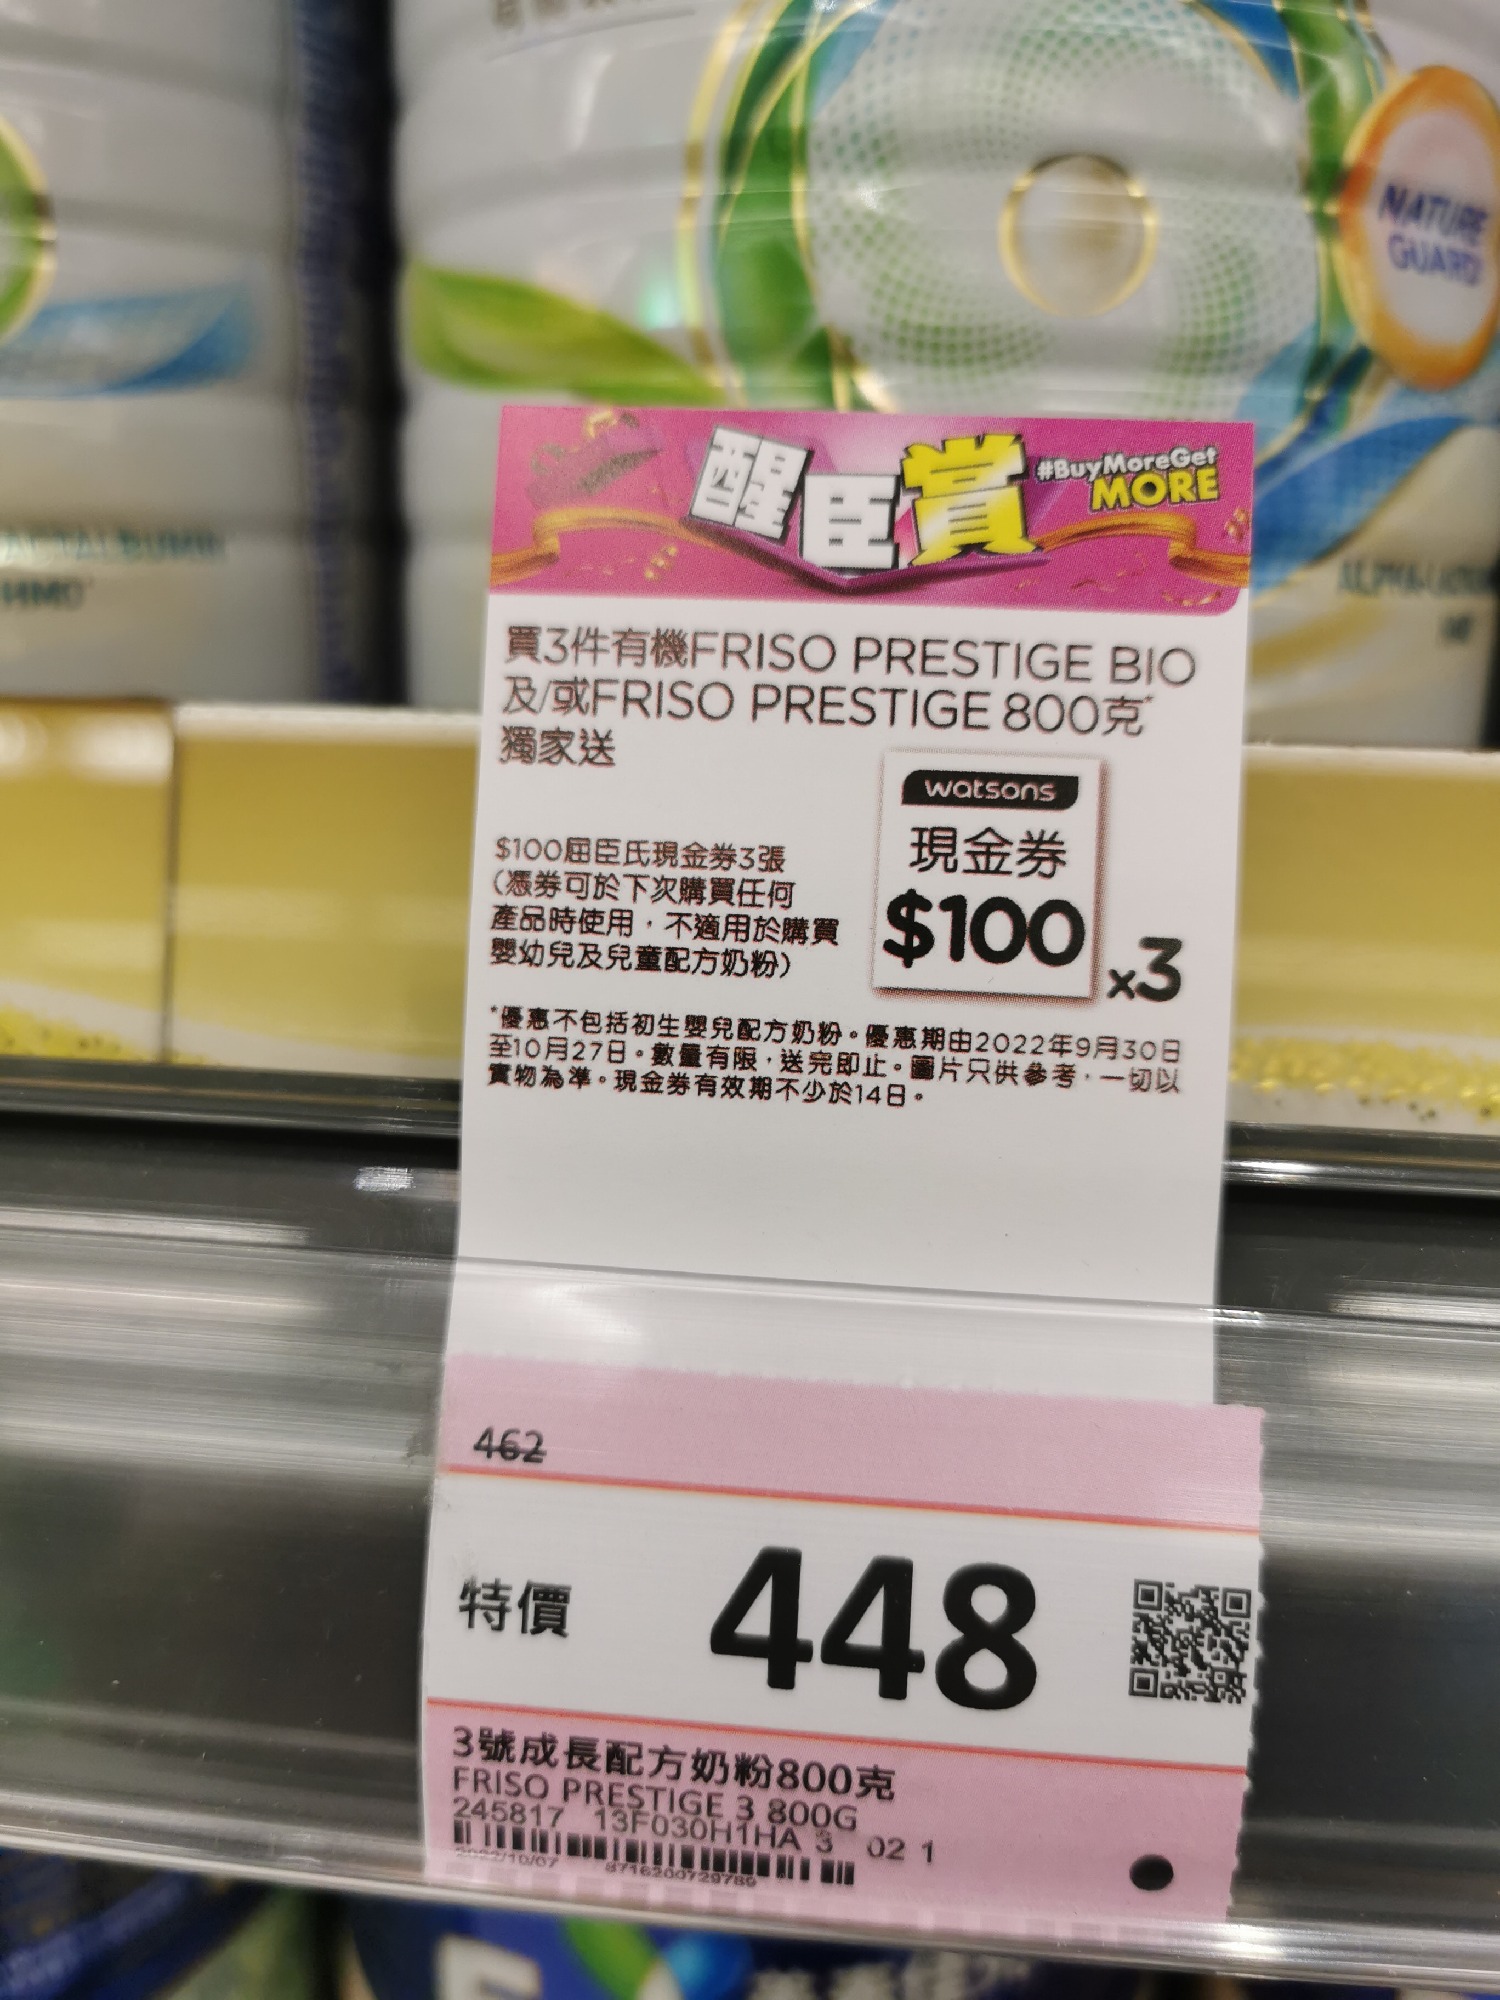 NATURE
GUARD
醒臣賞
#BuyMoreGet
MORE
買3件有機FRISO PRESTIGE BIO
及/或FRISO PRESTIGE 800克*
獨家送
watsons
現金券
$100
x3
$100屈臣氏現金券3張
(憑券可於下次購買任何
產品時使用，不適用於購買
嬰幼兒及兒童配方奶粉)
*優惠不包括初生嬰兒配方奶粉。優惠期由2022年9月30日
至10月27日。數量有限，送完即止。圖片只供參考，一切以
實物為準。現金券有效期不少於14日。
462
特價
448
3號成長配方奶粉800克
FRISO PRESTIGE 3 800G
245817 13F030H1HA 3 02 1
2022/10/07 8716200729789
HMO